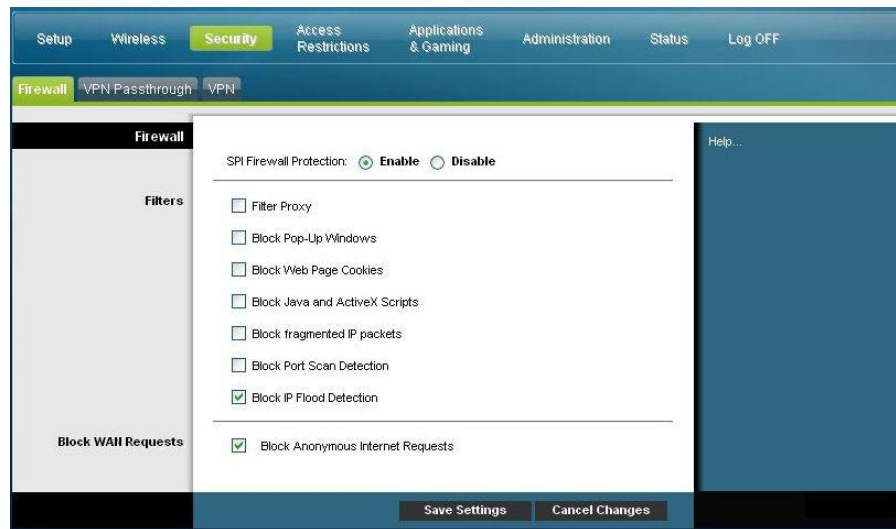 Setup Wireless Security Access Restrictions Applications & Gaming Administration Status Log OFF
Firewall VPN Passthrough VPN
Firewall
Help...
SPI Firewall Protection: Enable Disable
Filters
Filter Proxy
Block Pop-Up Windows
Block Web Page Cookies
Block Java and ActiveX Scripts
Block fragmented IP packets
Block Port Scan Detection
Block IP Flood Detection
Block WAN Requests
Block Anonymous Internet Requests
Save Settings Cancel Changes